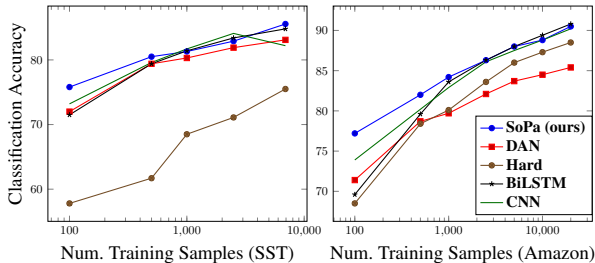 Classification Accuracy
80
70
60
100
1,000
10,000
Num. Training Samples (SST)
90
85
80
75
70
100
1,000
10,000
Num. Training Samples (Amazon)
SoPa (ours)
DAN
Hard
BiLSTM
CNN